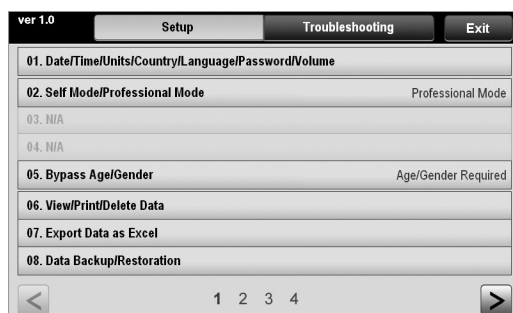 ver 1.0 Setup Troubleshooting Exit
01. Date/Time/Units/Country/Language/Password/Volume
02. Self Mode/Professional Mode Professional Mode
03. N/A
04. N/A
05. Bypass Age/Gender Age/Gender Required
06. View/Print/Delete Data
07. Export Data as Excel
08. Data Backup/Restoration
< 1 2 3 4 >